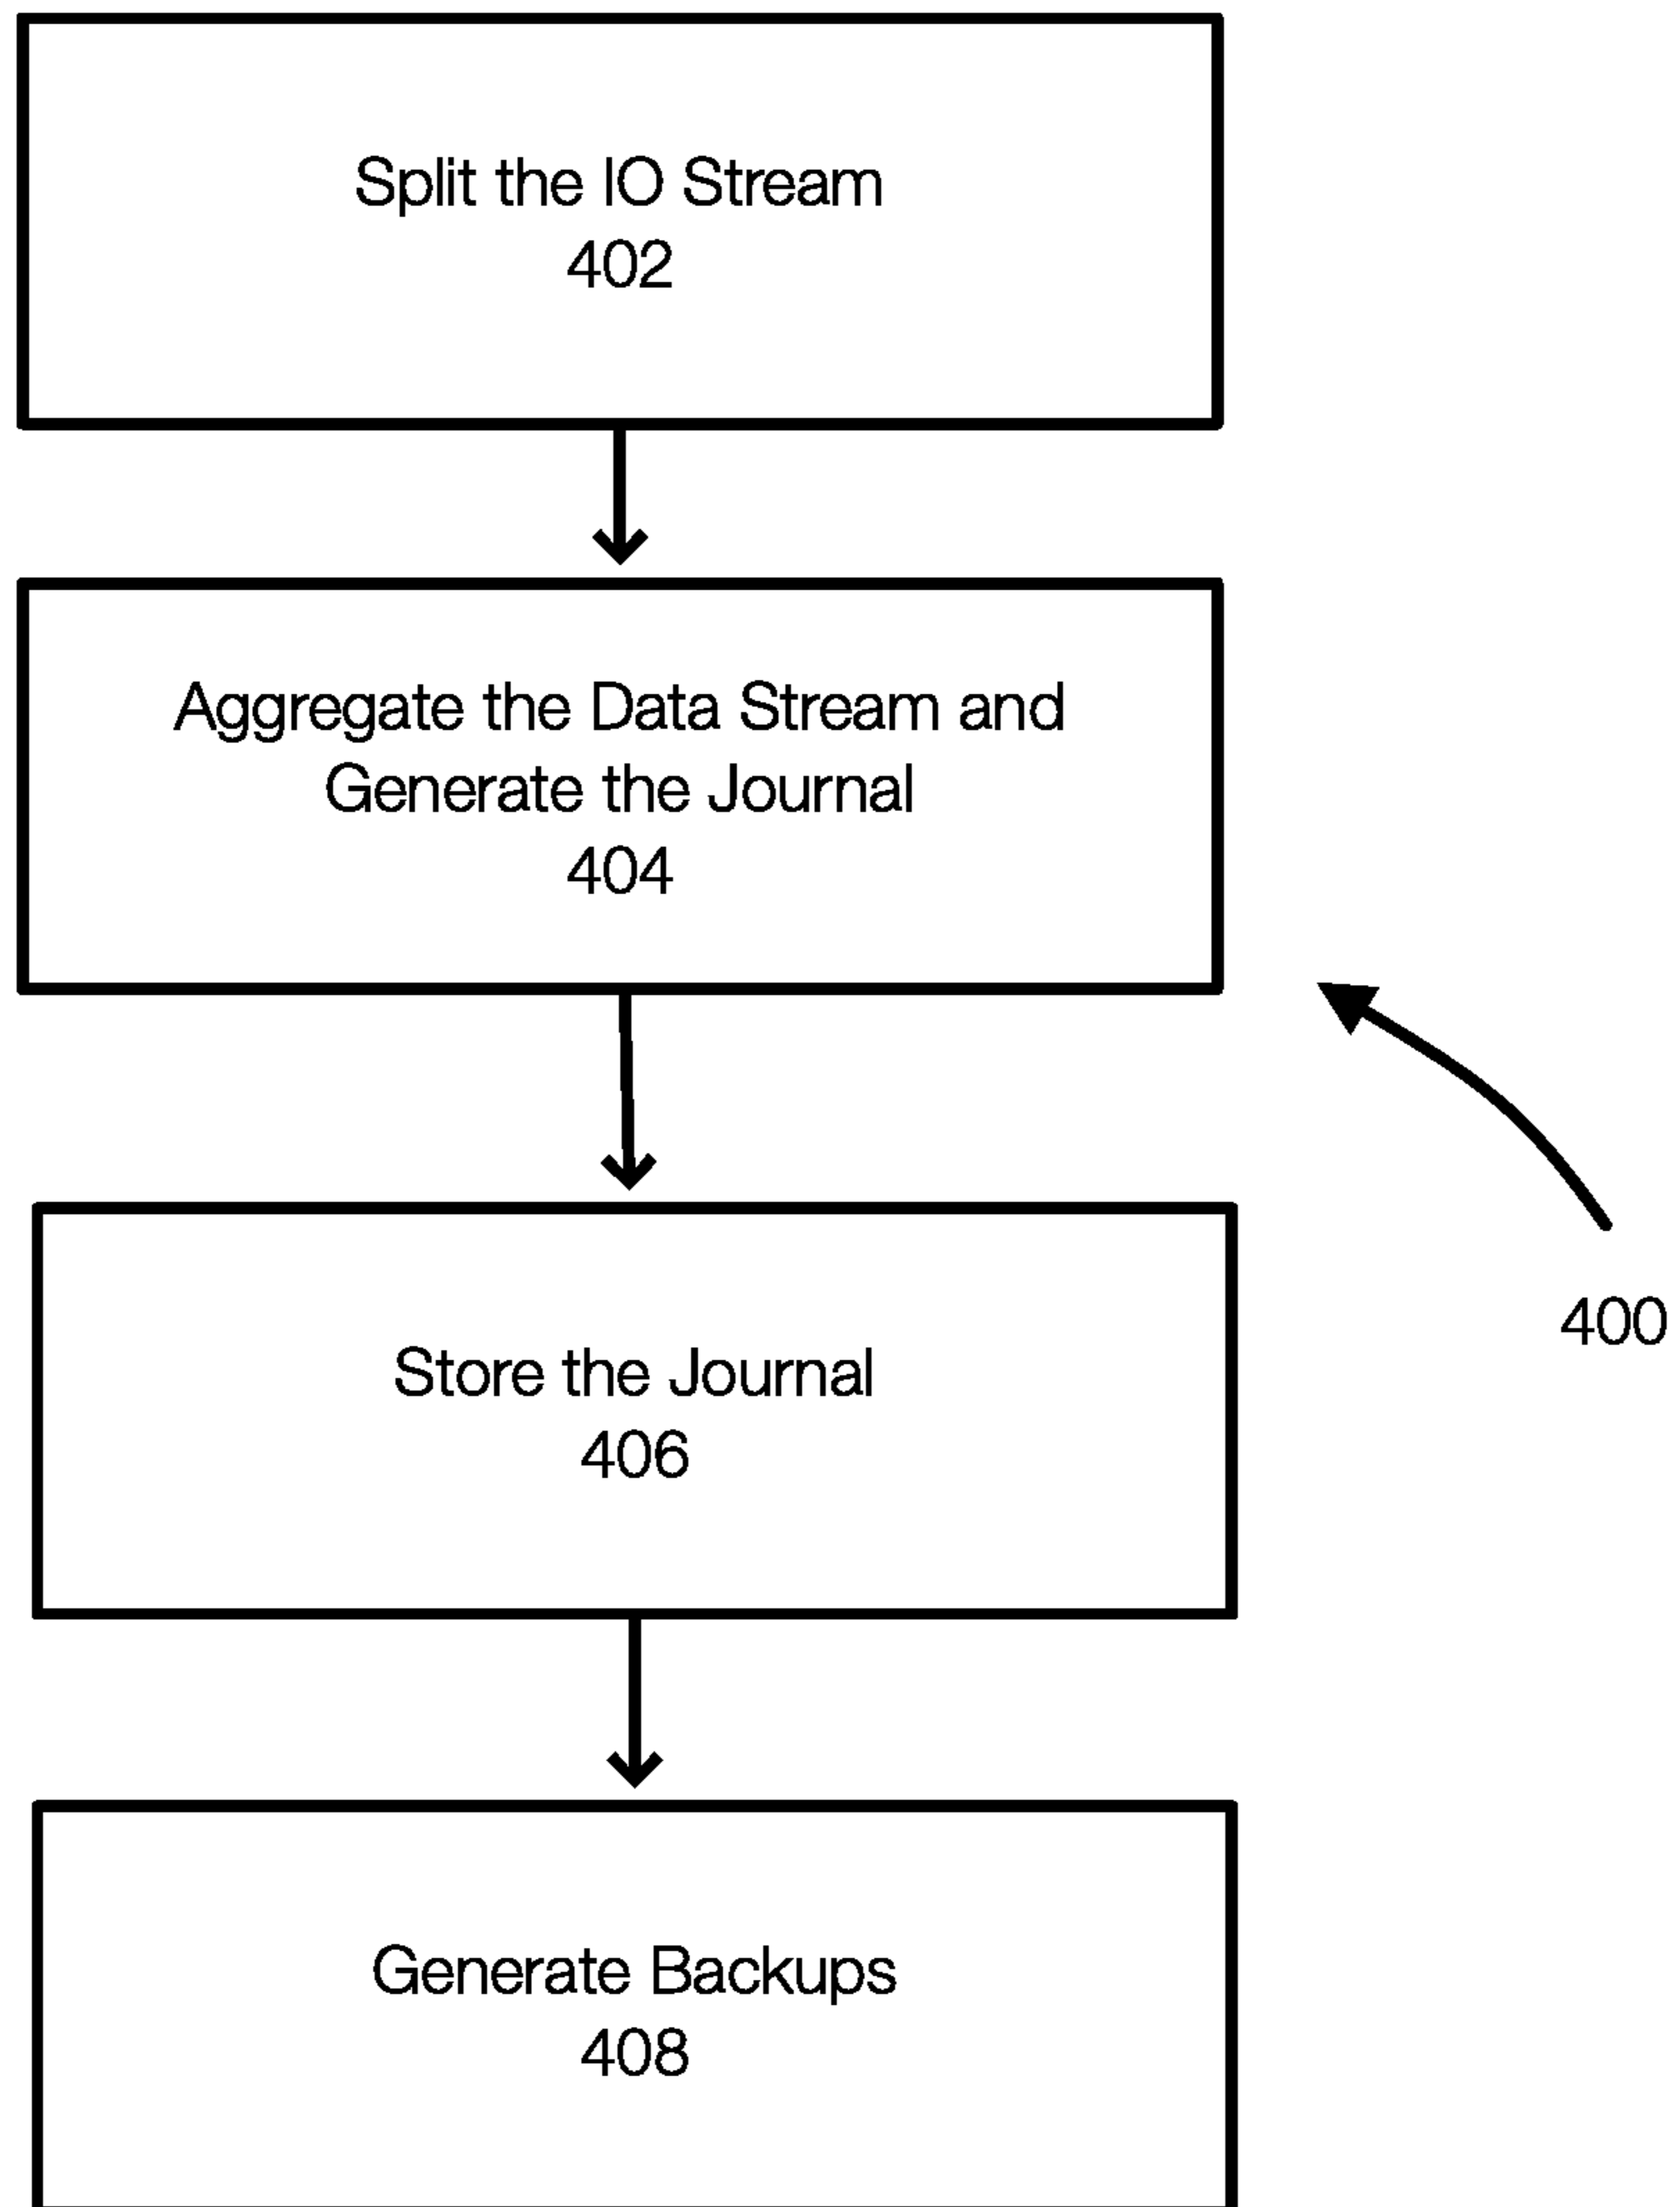 Split the IO Stream
402
Aggregate the Data Stream and
Generate the Journal
404
400
Store the Journal
406
Generate Backups
408